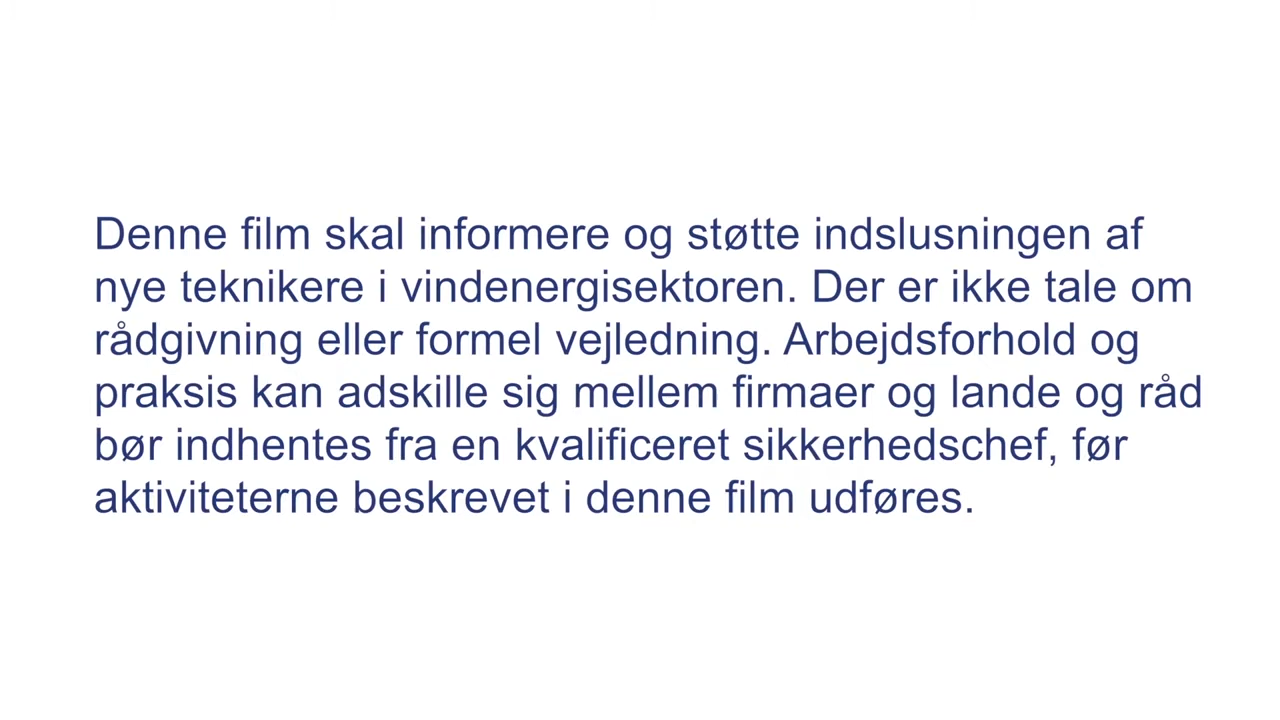 Denne film skal informere og støtte indslusningen af
nye teknikere i vindenergisektoren. Der er ikke tale om
rådgivning eller formel vejledning. Arbejdsforhold og
praksis kan adskille sig mellem firmaer og lande og råd
bør indhentes fra en kvalificeret sikkerhedschef, før
aktiviteterne beskrevet i denne film udføres.